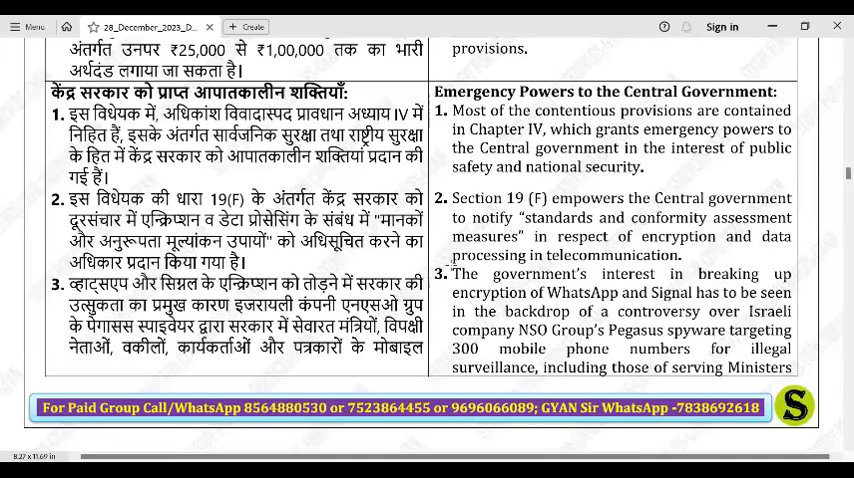 Menu
28_December_2023_D...
+ Create
Sign in
अंतर्गत उनपर ₹25,000 से ₹1,00,000 तक का भारी
अर्थदंड लगाया जा सकता है।
provisions.
केंद्र सरकार को प्राप्त आपातकालीन शक्तियाँ:
1. इस विधेयक में, अधिकांश विवादास्पद प्रावधान अध्याय IV में
निहित हैं, इसके अंतर्गत सार्वजनिक सुरक्षा तथा राष्ट्रीय सुरक्षा
के हित में केंद्र सरकार को आपातकालीन शक्तियां प्रदान की
गई हैं।
2. इस विधेयक की धारा 19(F) के अंतर्गत केंद्र सरकार को
दूरसंचार में एन्क्रिप्शन व डेटा प्रोसेसिंग के संबंध में "मानकों
और अनुरूपता मूल्यांकन उपायों" को अधिसूचित करने का
अधिकार प्रदान किया गया है।
3. व्हाट्सएप और सिग्नल के एन्क्रिप्शन को तोड़ने में सरकार की
उत्सुकता का प्रमुख कारण इजरायली कंपनी एनएसओ ग्रुप
के पेगासस स्पाइवेयर द्वारा सरकार में सेवारत मंत्रियों, विपक्षी
नेताओं, वकीलों, कार्यकर्ताओं और पत्रकारों के मोबाइल
Emergency Powers to the Central Government:
1. Most of the contentious provisions are contained
in Chapter IV, which grants emergency powers to
the Central government in the interest of public
safety and national security.
2. Section 19 (F) empowers the Central government
to notify “standards and conformity assessment
measures” in respect of encryption and data
processing in telecommunication.
3. The government’s interest in breaking up
encryption of WhatsApp and Signal has to be seen
in the backdrop of a controversy over Israeli
company NSO Group’s Pegasus spyware targeting
300 mobile phone numbers for illegal
surveillance, including those of serving Ministers
For Paid Group Call/WhatsApp 8564880530 or 7523864455 or 9696066089; GYAN Sir WhatsApp -7838692618
S
8.27 x 11.69 in